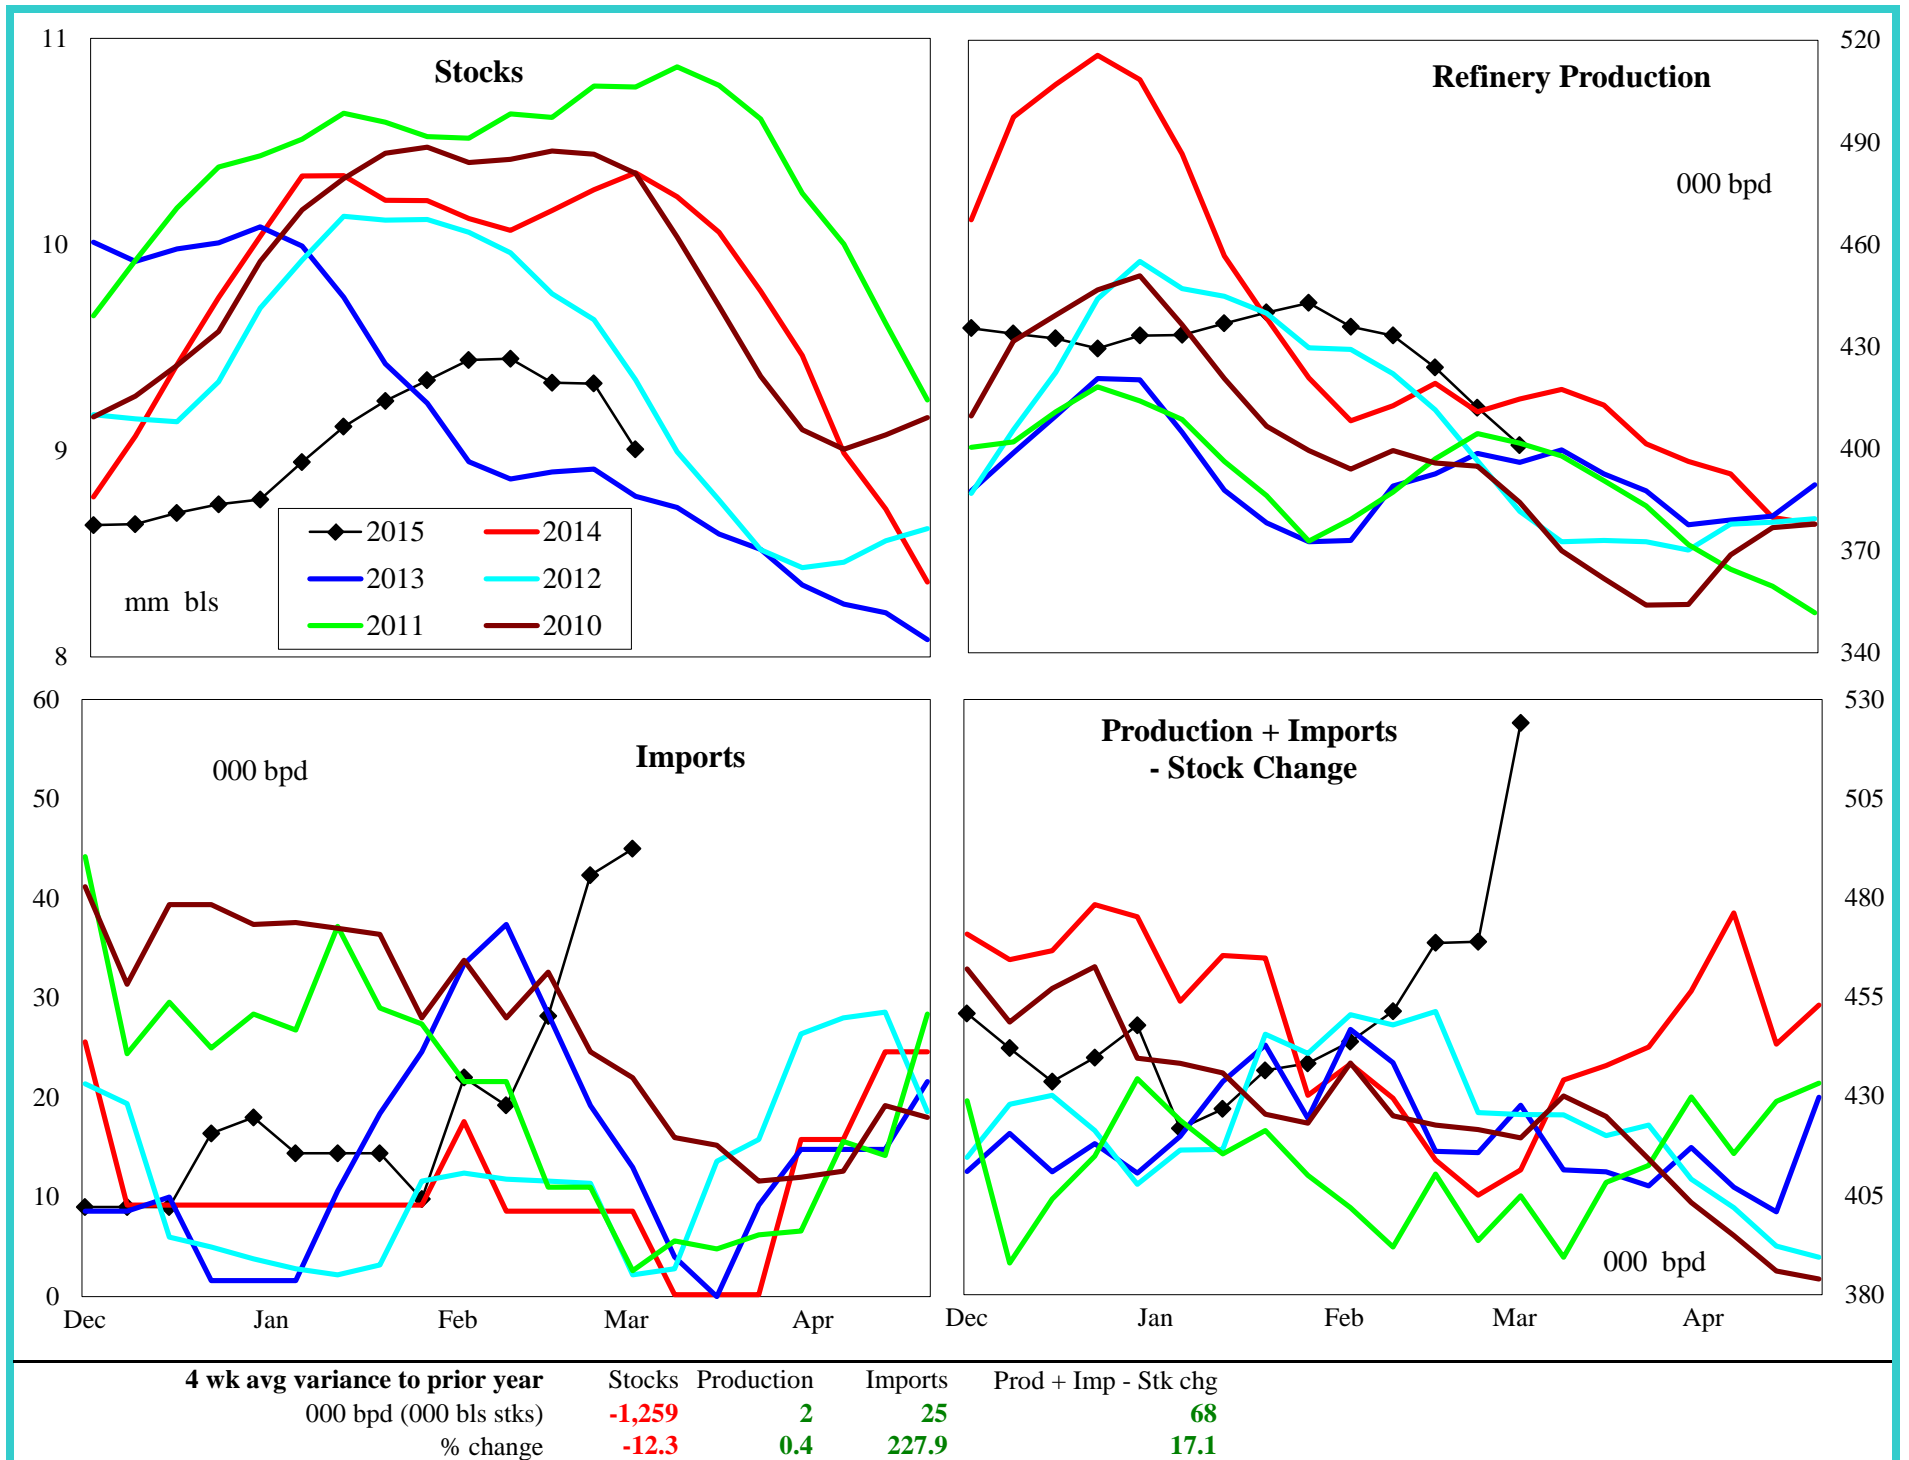 Stocks
11
10
9
8
mm bls
2015
2014
2013
2012
2011
2010
Refinery Production
000 bpd
520
490
460
430
400
370
340
Imports
000 bpd
60
50
40
30
20
10
0
Dec Jan Feb Mar Apr
Production + Imports
- Stock Change
000 bpd
530
505
480
455
430
405
380
Dec Jan Feb Mar Apr
4 wk avg variance to prior year Stocks Production Imports Prod + Imp - Stk chg
000 bpd (000 bls stks) -1,259 2 25 68
% change -12.3 0.4 227.9 17.1